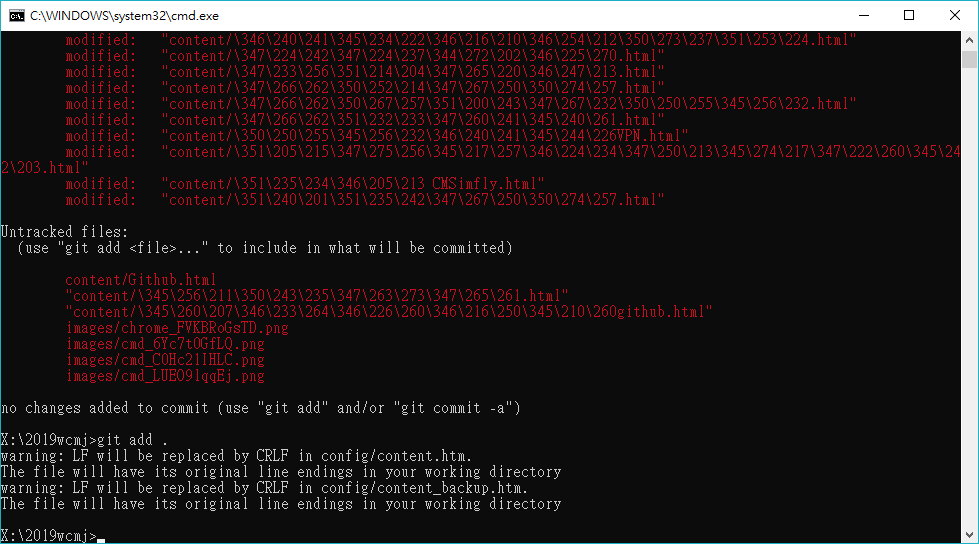 C:\WINDOWS\system32\cmd.exe
modified: "content/\346\240\241\345\234\222\346\216\210\346\254\212\350\273\237\351\253\224.html"
modified: "content/\347\224\242\347\224\237\344\272\202\346\225\270.html"
modified: "content/\347\233\256\351\214\204\347\265\220\346\247\213.html"
modified: "content/\347\266\262\350\252\214\347\267\250\350\274\257.html"
modified: "content/\347\266\262\350\267\257\351\200\243\347\267\232\350\250\255\345\256\232.html"
modified: "content/\347\266\262\351\232\233\347\260\241\345\240\261.html"
modified: "content/\350\250\255\345\256\232\346\240\241\345\244\226VPN.html"
modified: "content/\351\205\215\347\275\256\345\217\257\346\224\234\347\250\213\345\274\217\347\222\260\345\24
2\203.html"
modified: "content/\351\235\234\346\205\213 CMSimfly.html"
modified: "content/\351\240\201\351\235\242\347\267\250\350\274\257.html"
Untracked files:
(use "git add <file>..." to include in what will be committed)
content/Github.html
"content/\345\256\211\350\243\235\347\263\273\347\265\261.html"
"content/\345\260\207\346\233\264\346\226\260\346\216\250\345\210\260github.html"
images/chrome_FVKBRoGsTD.png
images/cmd_6Yc7tOGfLQ.png
images/cmd_C0Hc21IHLC.png
images/cmd_LUEO9lqqEj.png
no changes added to commit (use "git add" and/or "git commit -a")
X:\2019wcmj>git add .
warning: LF will be replaced by CRLF in config/content.htm.
The file will have its original line endings in your working directory
warning: LF will be replaced by CRLF in config/content_backup.htm.
The file will have its original line endings in your working directory
X:\2019wcmj>